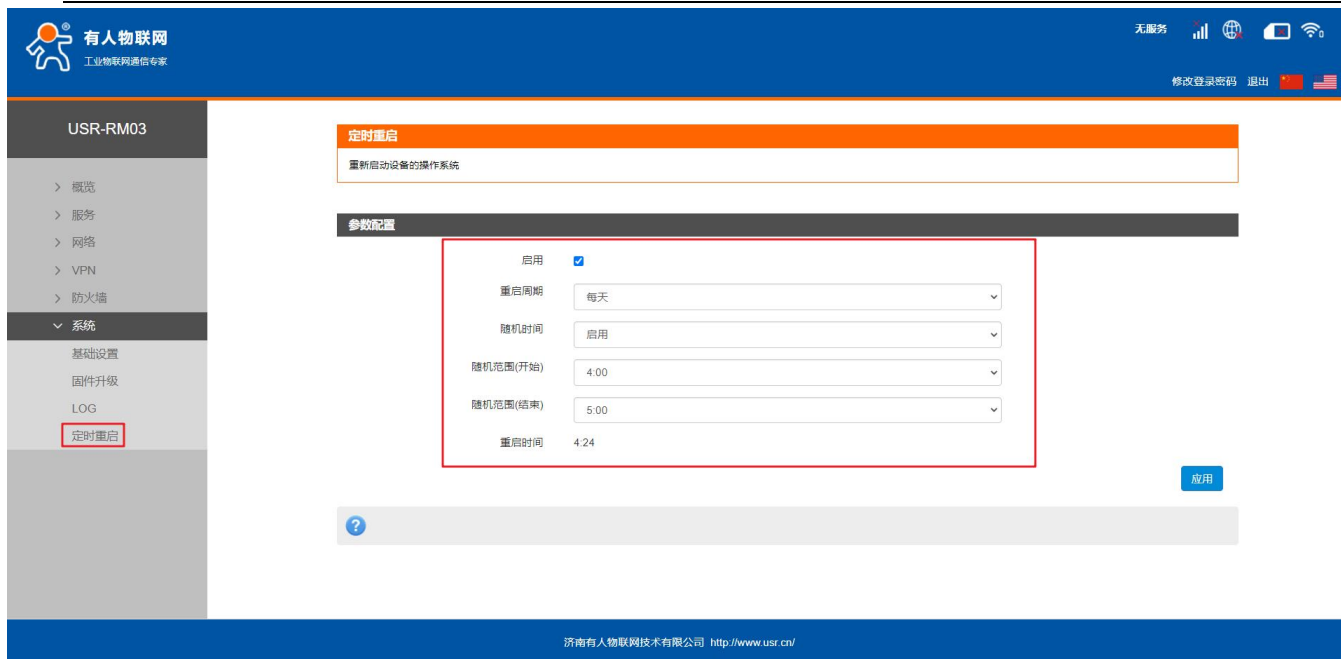 有人物联网
®
工业物联网通信专家
无服务
修改登录密码 退出
USR-RM03
概览
服务
网络
VPN
防火墙
系统
基础设置
固件升级
LOG
定时重启
定时重启
重新启动设备的操作系统
参数配置
启用
重启周期 每天
随机时间 启用
随机范围(开始) 4:00
随机范围(结束) 5:00
重启时间 4:24
应用
?
济南有人物联网技术有限公司 http://www.usr.cn/